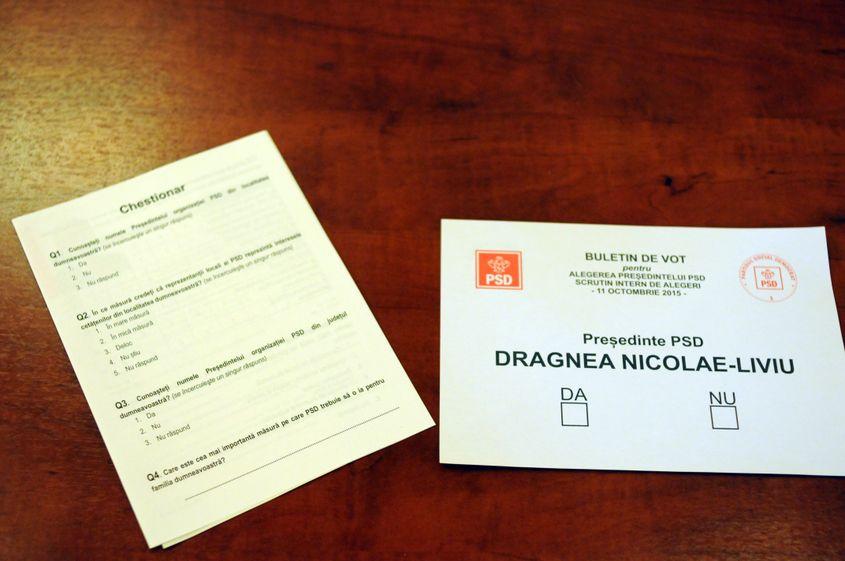 Chestionar
Q1. Cunoașteți numele Președintelui organizației PSD din localitatea
dumneavoastră? (se încercuiește un singur răspuns)
1. Da
2. Nu
3. Nu răspund
Q2. În ce măsură credeți că reprezentanții locali ai PSD reprezintă interesele
cetățenilor din localitatea dumneavoastră? (se încercuiește un singur răspuns)
1. În mare măsură
2. În mică măsură
3. Deloc
4. Nu știu
5. Nu răspund
Q3. Cunoașteți numele Președintelui organizației PSD din județul
dumneavoastră? (se încercuiește un singur răspuns)
1. Da
2. Nu
3. Nu răspund
Q4. Care este cea mai importantă măsură pe care PSD trebuie să o ia pentru
familia dumneavoastră?
PSD
BULETIN DE VOT
pentru
ALEGEREA PREȘEDINTELUI PSD
SCRUTIN INTERN DE ALEGERI
- 11 OCTOMBRIE 2015 -
PARTIDUL SOCIAL DEMOCRAT
PSD
1
Președinte PSD
DRAGNEA NICOLAE-LIVIU
DA NU